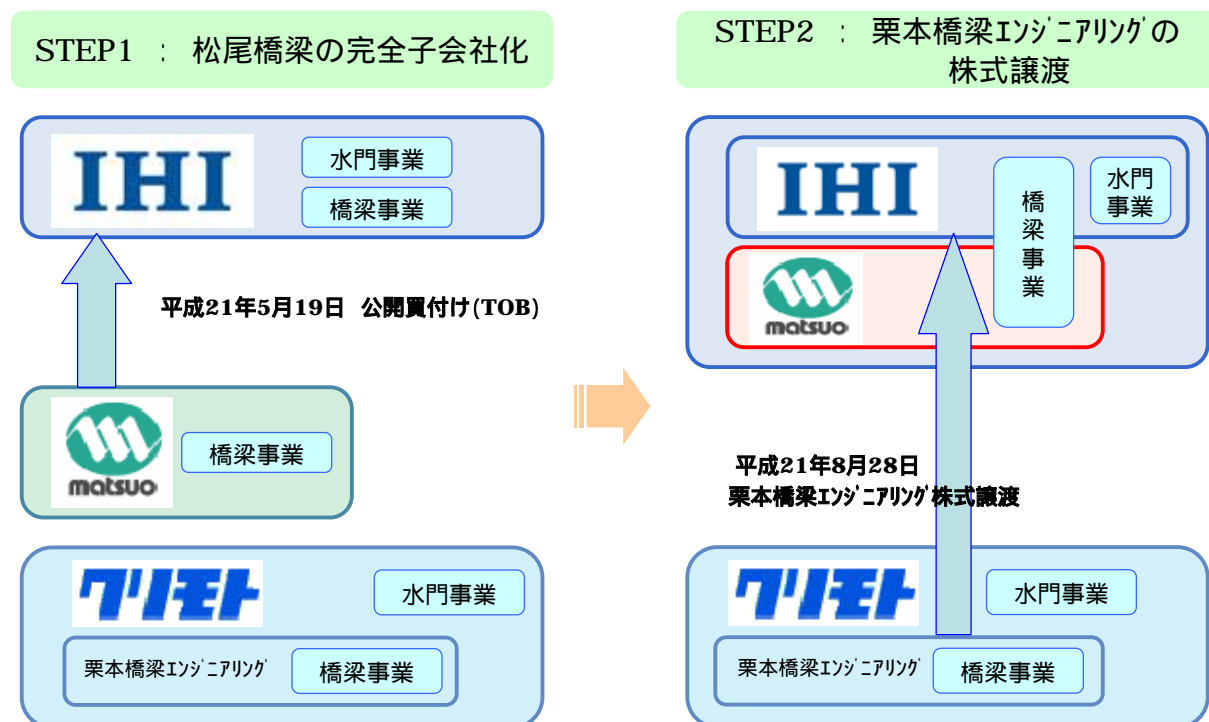 STEP1 : 松尾橋梁の完全子会社化
IHI
水門事業
橋梁事業
平成21年5月19日 公開買付け(TOB)
matsuo
橋梁事業
クリモト
水門事業
栗本橋梁ｴﾝｼﾞﾆｱﾘﾝｸﾞ
橋梁事業
STEP2 : 栗本橋梁ｴﾝｼﾞﾆｱﾘﾝｸﾞの
株式譲渡
IHI
橋梁事業
水門
事業
matsuo
平成21年8月28日
栗本橋梁ｴﾝｼﾞﾆｱﾘﾝｸﾞ株式譲渡
クリモト
水門事業
栗本橋梁ｴﾝｼﾞﾆｱﾘﾝｸﾞ
橋梁事業